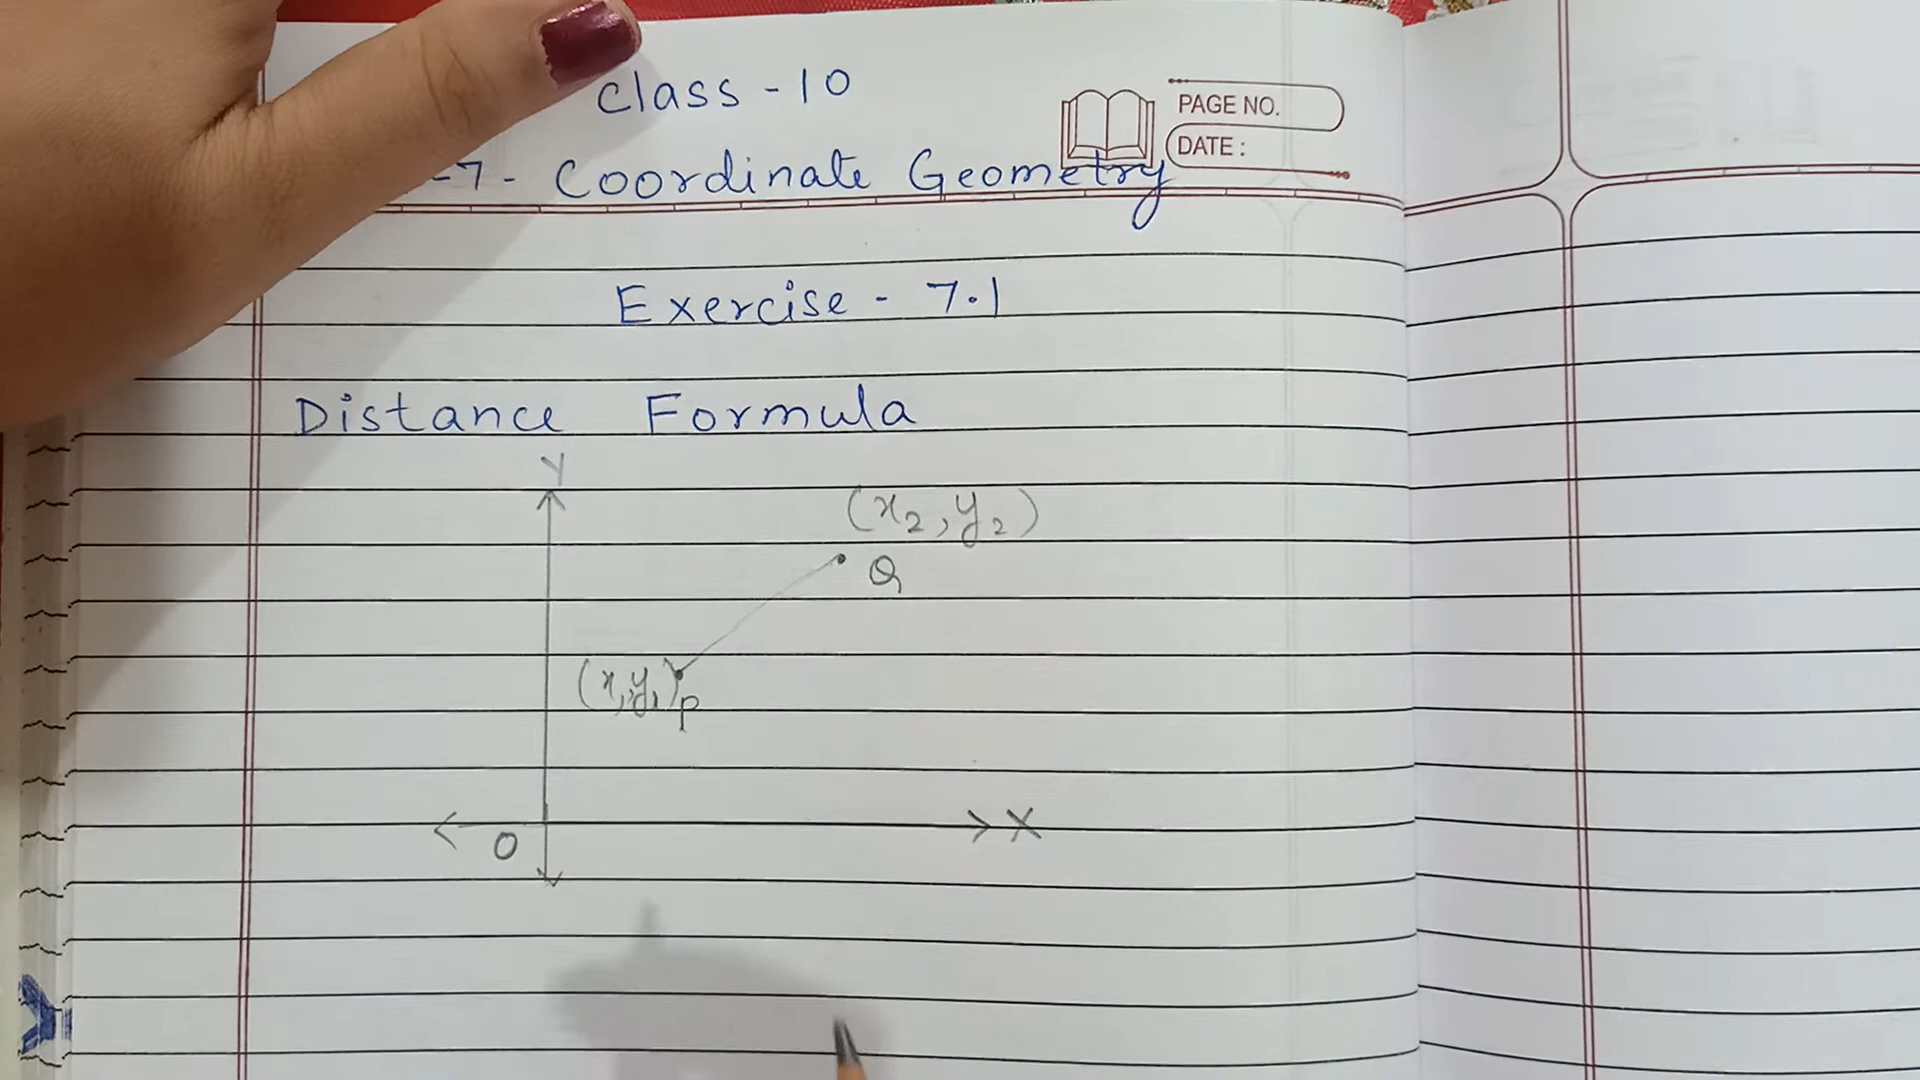 Class - 10
PAGE NO.
DATE :
-7- Coordinate Geometry
Exercise - 7.1
Distance Formula
Y
(x2, y2)
Q
(x1, y1)
P
X
O